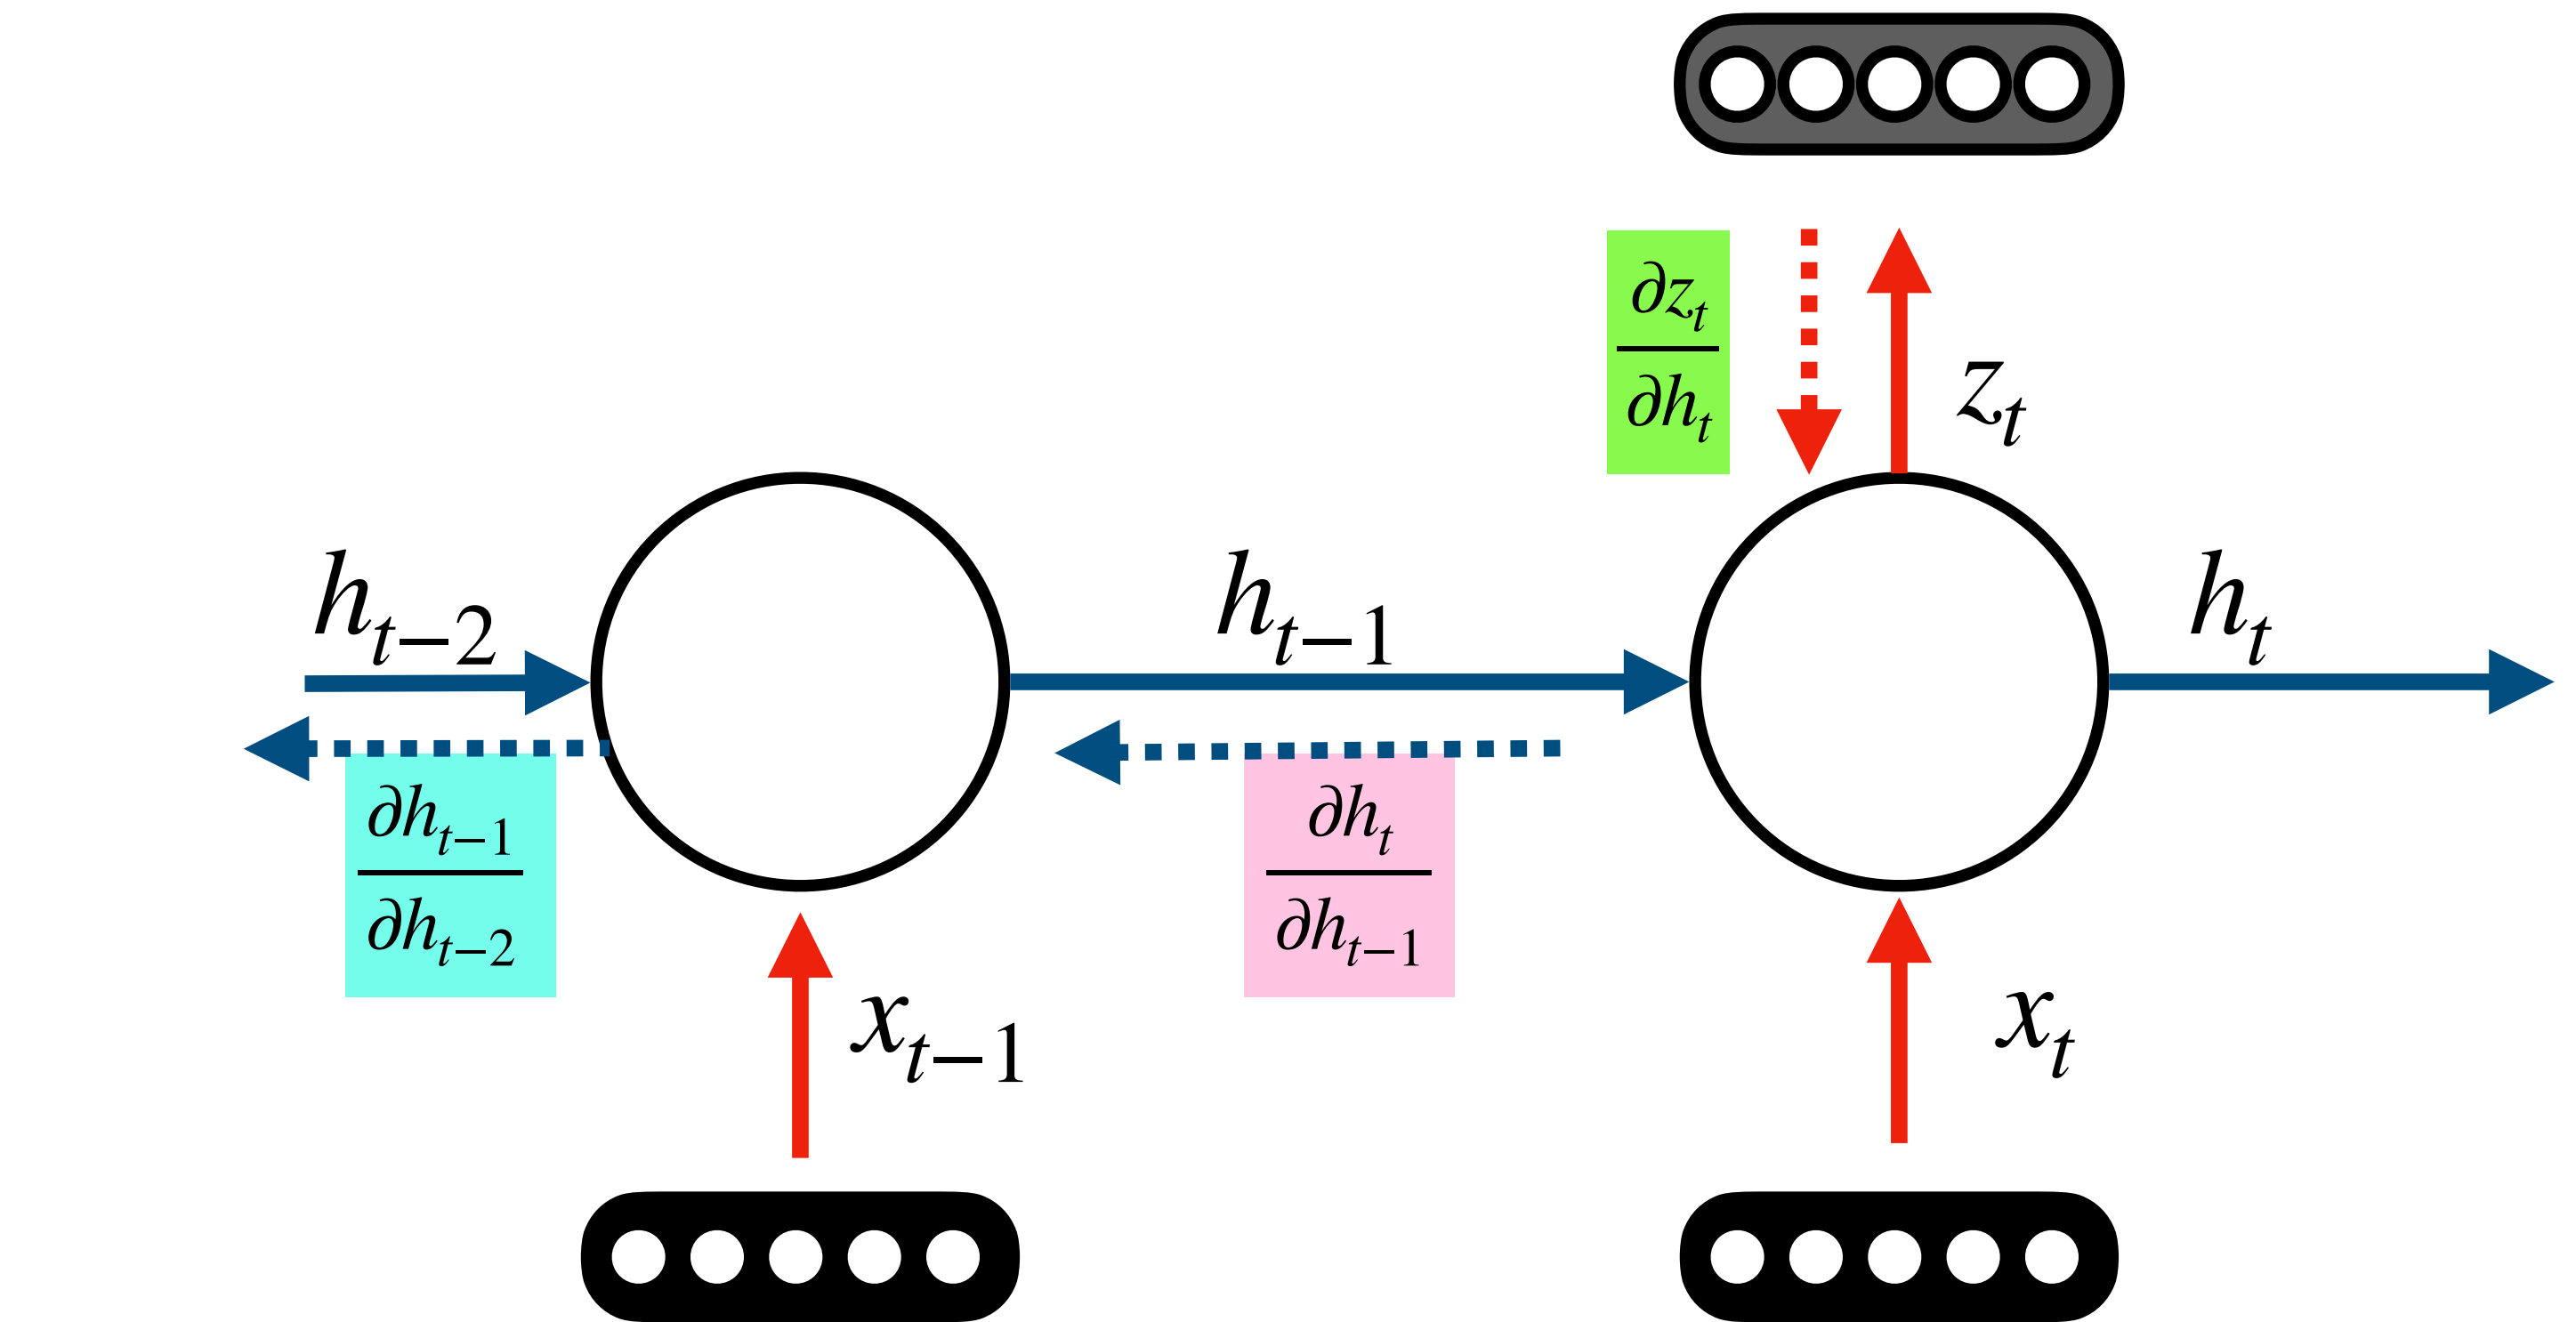 ∂z_t
∂h_t
z_t
h_{t−2}
h_{t−1}
h_t
∂h_{t−1}
∂h_{t−2}
∂h_t
∂h_{t−1}
x_{t−1}
x_t